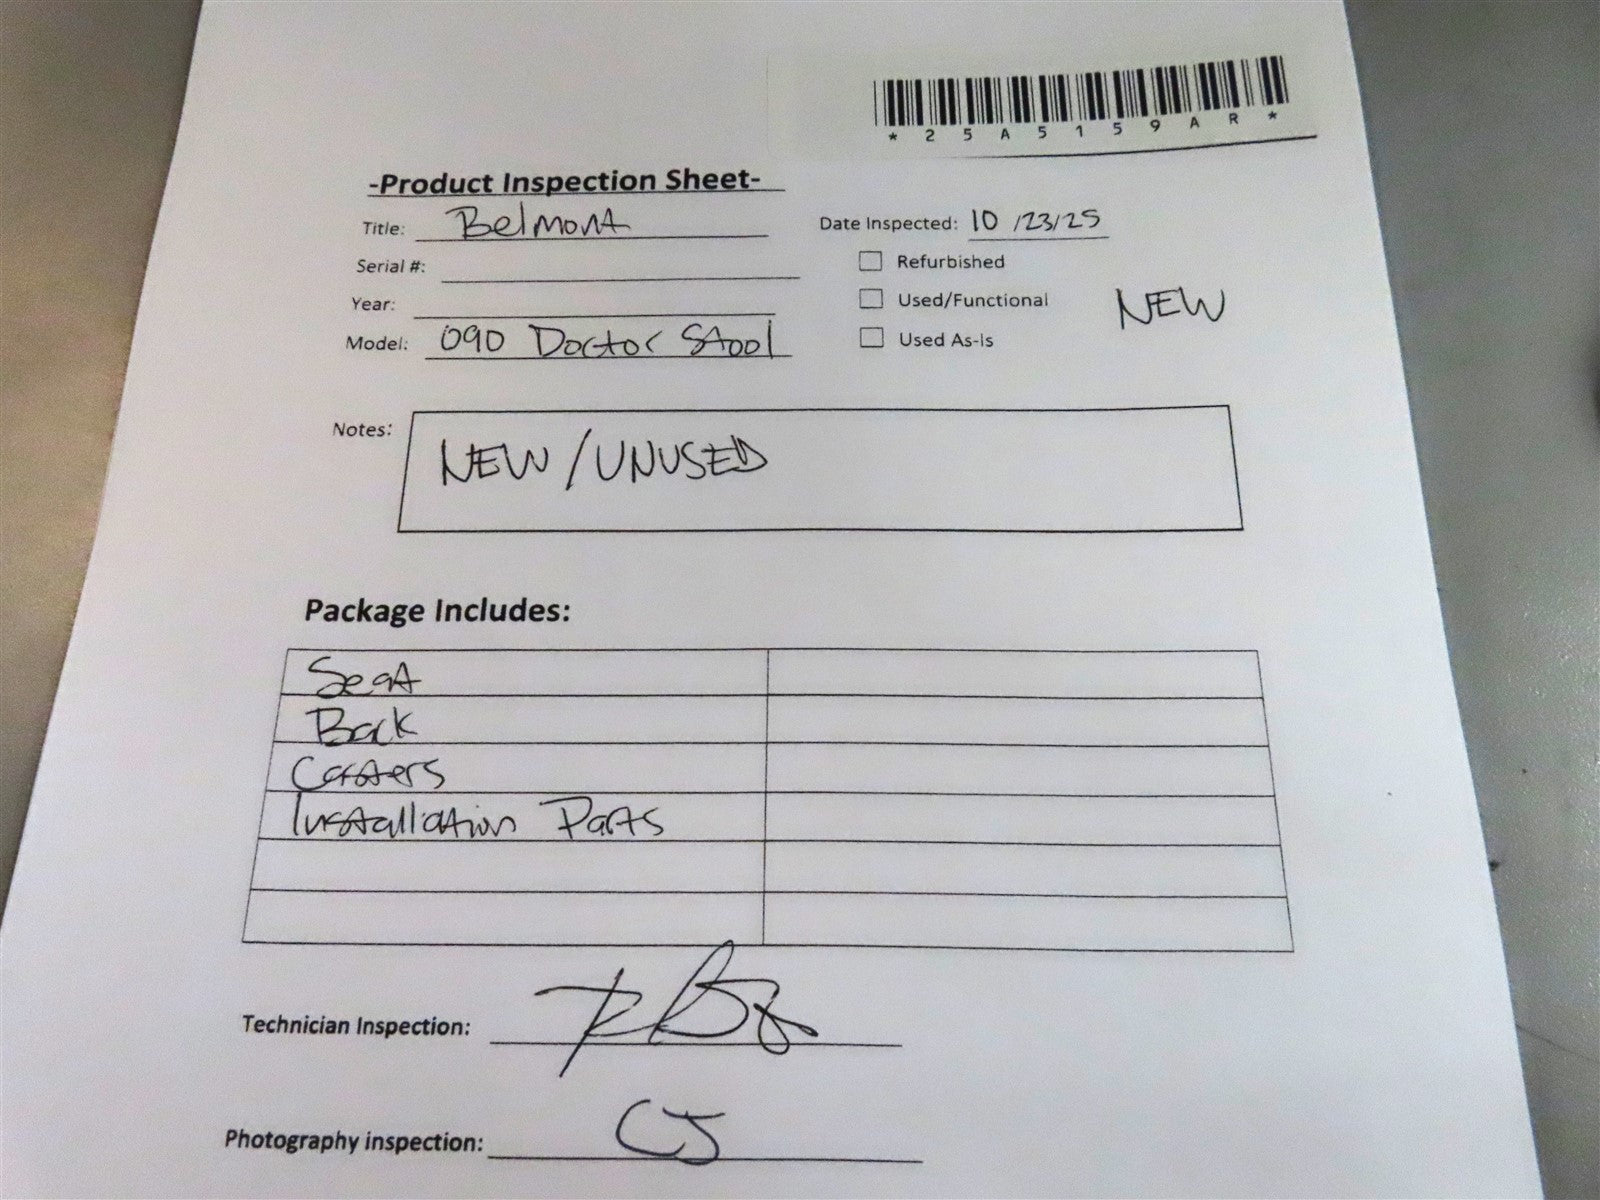 *25A5159AR*
-Product Inspection Sheet-
Title: Belmont
Date Inspected: 10/23/25
Serial #:
Refurbished
Year:
Used/Functional
NEW
Model: 090 Doctor Stool
Used As-Is
Notes: NEW/UNUSED
Package Includes:
Seat
Back
Casters
Installation Parts
Technician Inspection:
Photography inspection: CJ